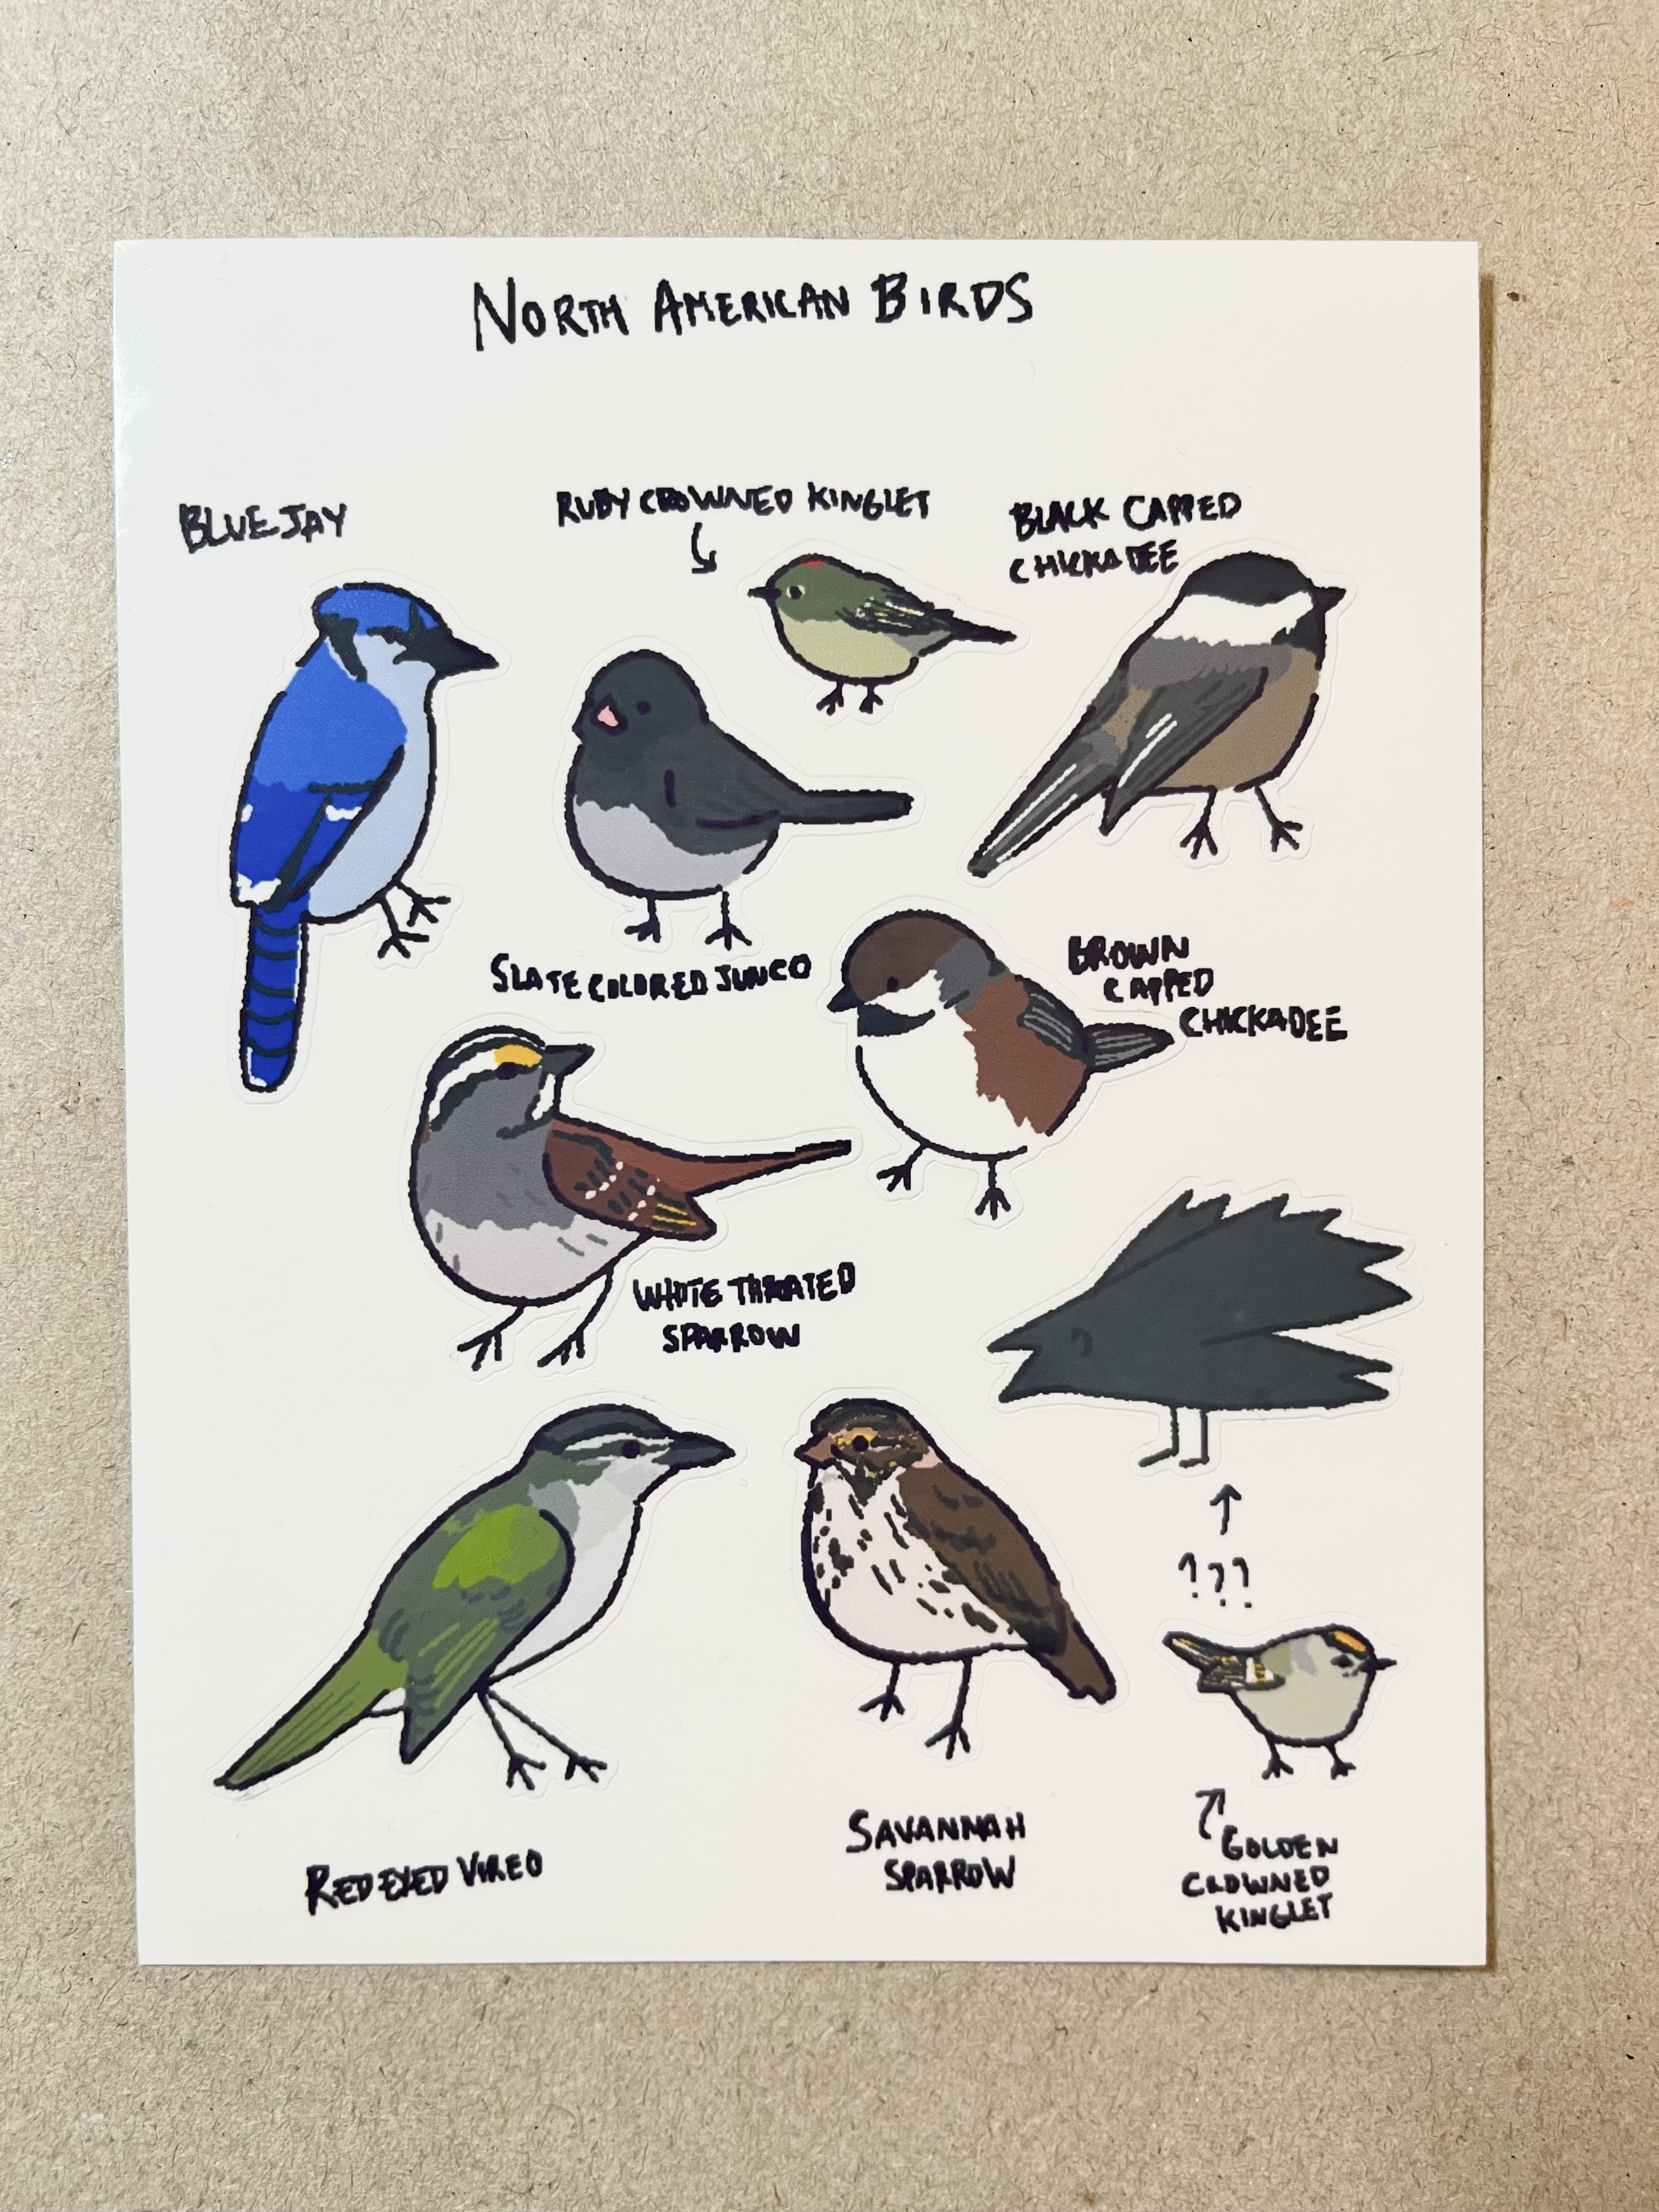 NORTH AMERICAN BIRDS
BLUE JAY
RUBY CROWNED KINGLET
BLACK CAPPED
CHICKADEE
SLATE COLORED JUNCO
BROWN
CAPPED
CHICKADEE
WHITE THROATED
SPARROW
???
RED EYED VIREO
SAVANNAH
SPARROW
GOLDEN
CROWNED
KINGLET